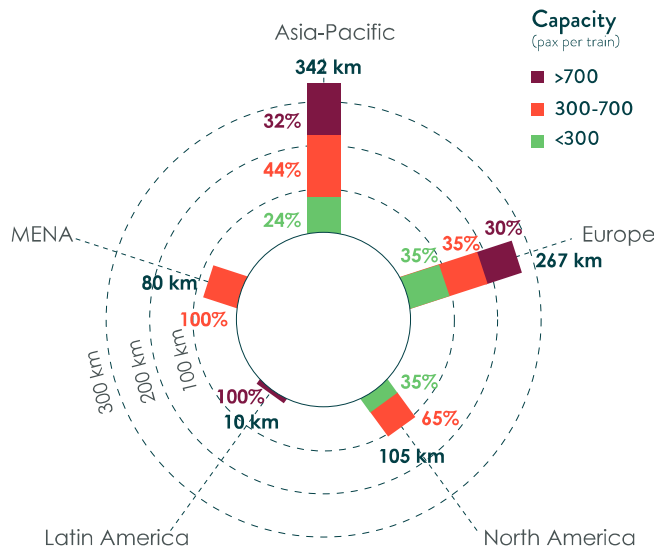 Asia-Pacific
342 km
32%
44%
24%
Capacity
(pax per train)
>700
300-700
<300
MENA
80 km
100%
Europe
267 km
35%
35%
30%
300 km
200 km
100 km
100%
10 km
Latin America
35%
65%
105 km
North America